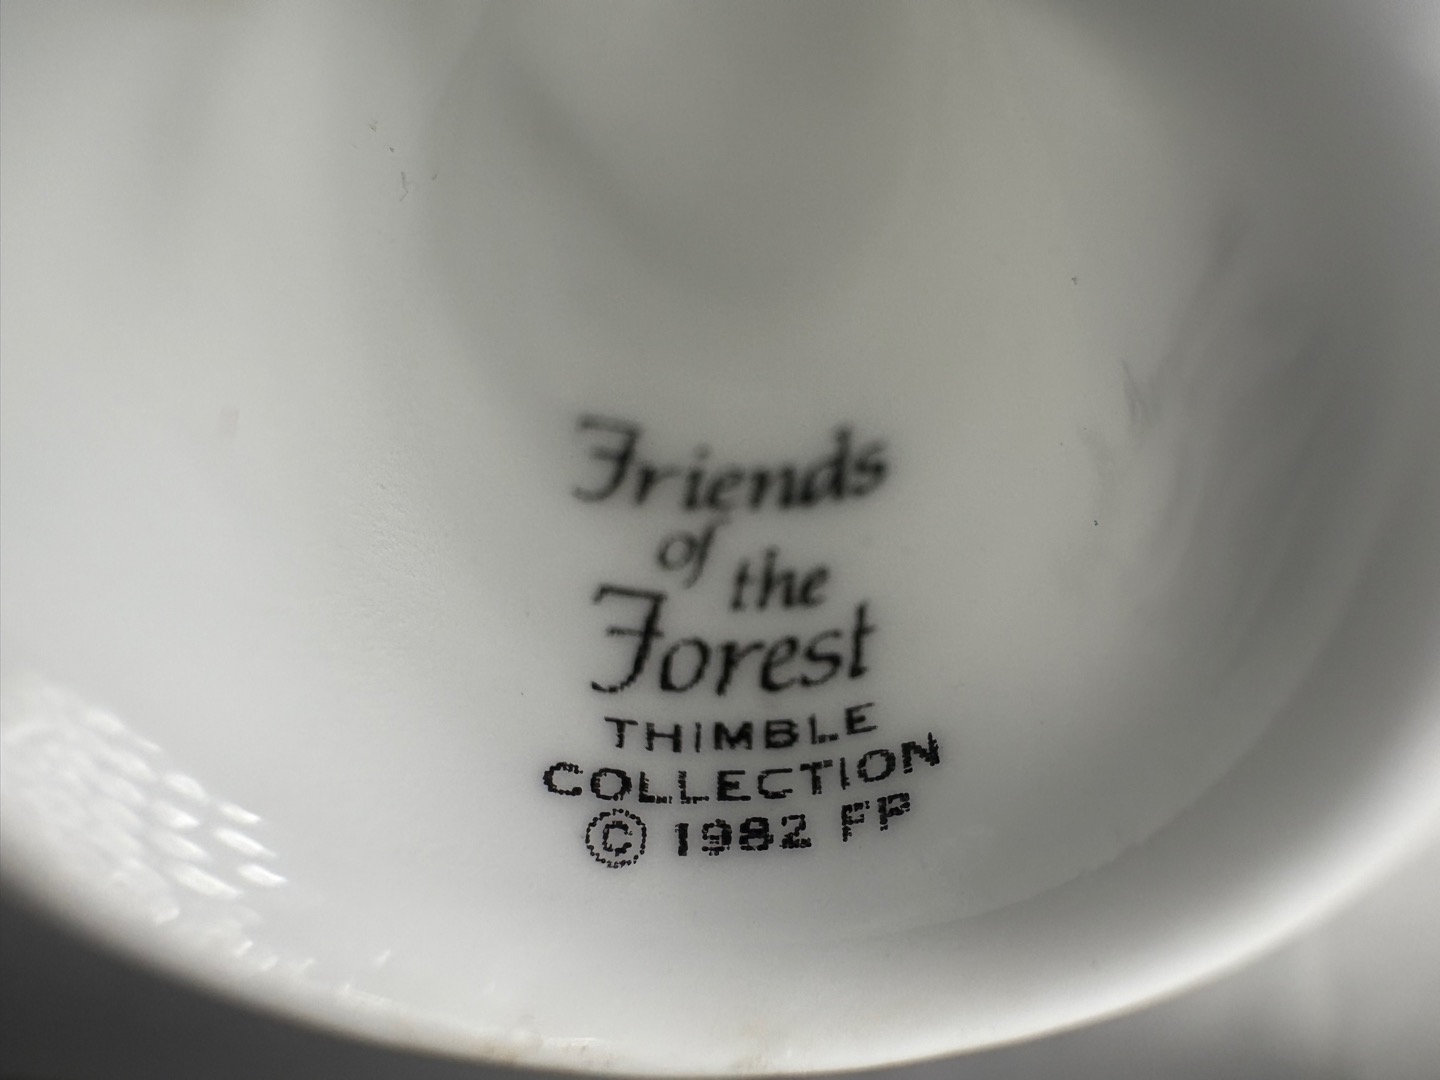 Friends
of the
Forest
THIMBLE
COLLECTION
© 1982 FP